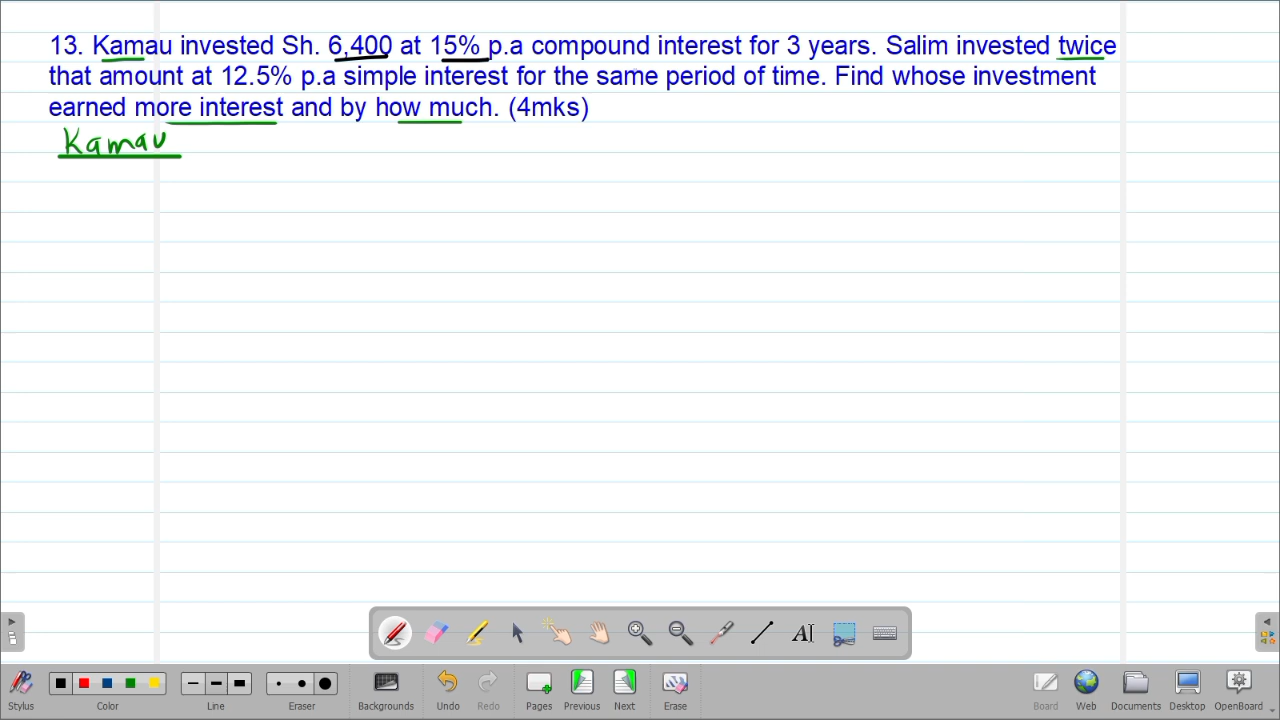 13. Kamau invested Sh. 6,400 at 15% p.a compound interest for 3 years. Salim invested twice
that amount at 12.5% p.a simple interest for the same period of time. Find whose investment
earned more interest and by how much. (4mks)
Kamau
Stylus Color Line Eraser Backgrounds Undo Redo Pages Previous Next Erase Board Web Documents Desktop OpenBoard